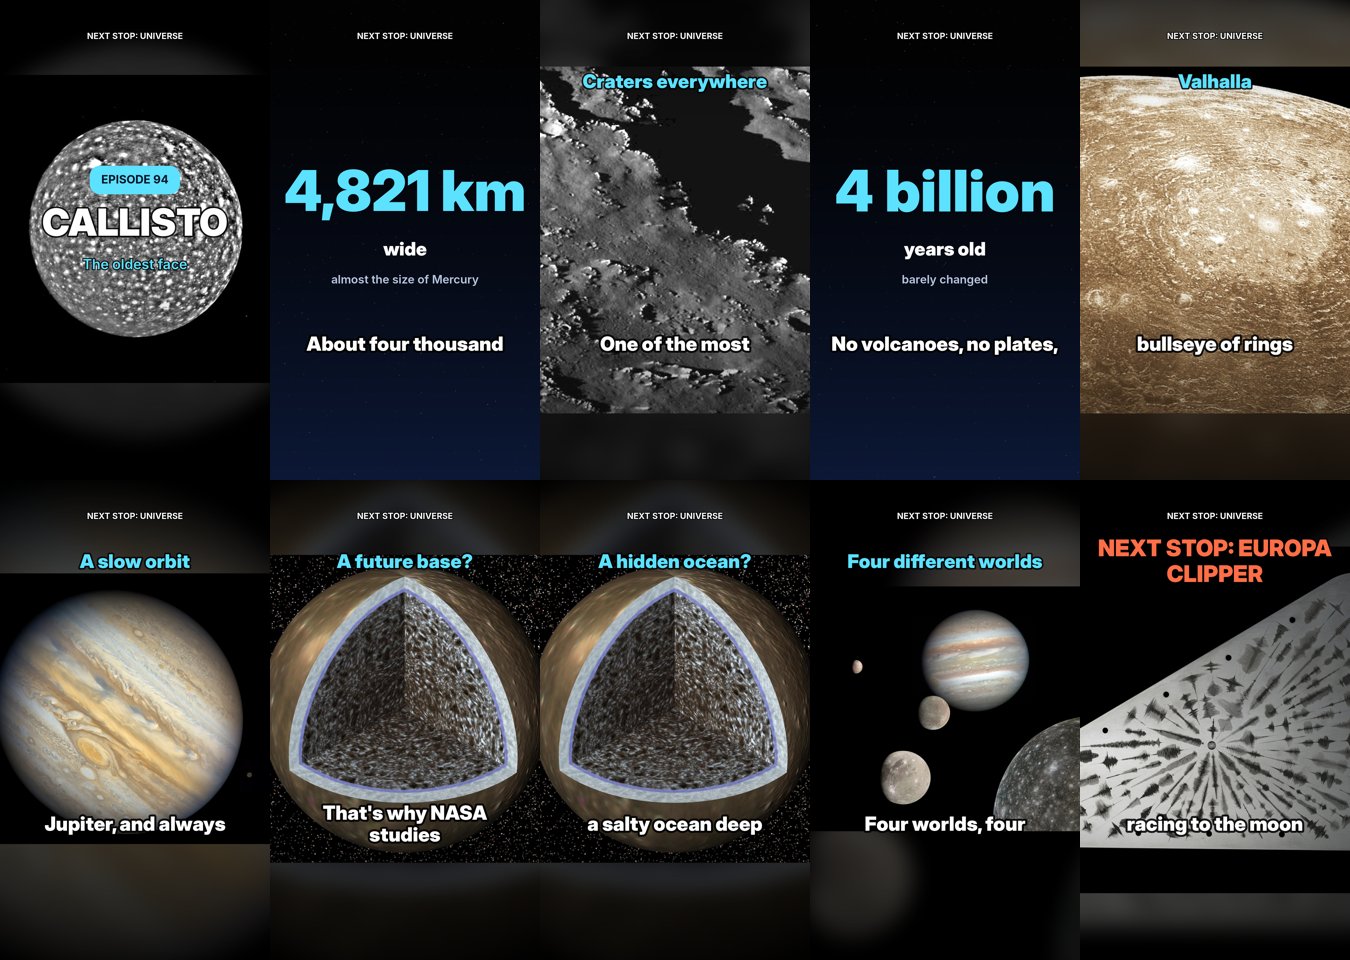 NEXT STOP: UNIVERSE
EPISODE 94
CALLISTO
The oldest face
NEXT STOP: UNIVERSE
4,821 km
wide
almost the size of Mercury
About four thousand
NEXT STOP: UNIVERSE
Craters everywhere
One of the most
NEXT STOP: UNIVERSE
4 billion
years old
barely changed
No volcanoes, no plates,
NEXT STOP: UNIVERSE
Valhalla
bullseye of rings
NEXT STOP: UNIVERSE
A slow orbit
Jupiter, and always
NEXT STOP: UNIVERSE
A future base?
That's why NASA
studies
NEXT STOP: UNIVERSE
A hidden ocean?
a salty ocean deep
NEXT STOP: UNIVERSE
Four different worlds
Four worlds, four
NEXT STOP: UNIVERSE
NEXT STOP: EUROPA
CLIPPER
racing to the moon